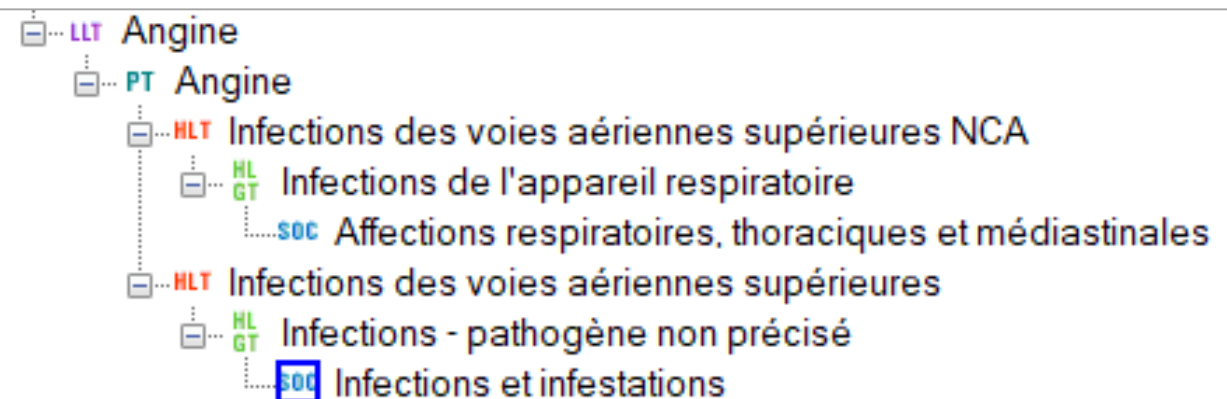 LLT Angine
PT Angine
HLT Infections des voies aériennes supérieures NCA
HL GT Infections de l'appareil respiratoire
SOC Affections respiratoires, thoraciques et médiastinales
HLT Infections des voies aériennes supérieures
HL GT Infections - pathogène non précisé
SOC Infections et infestations